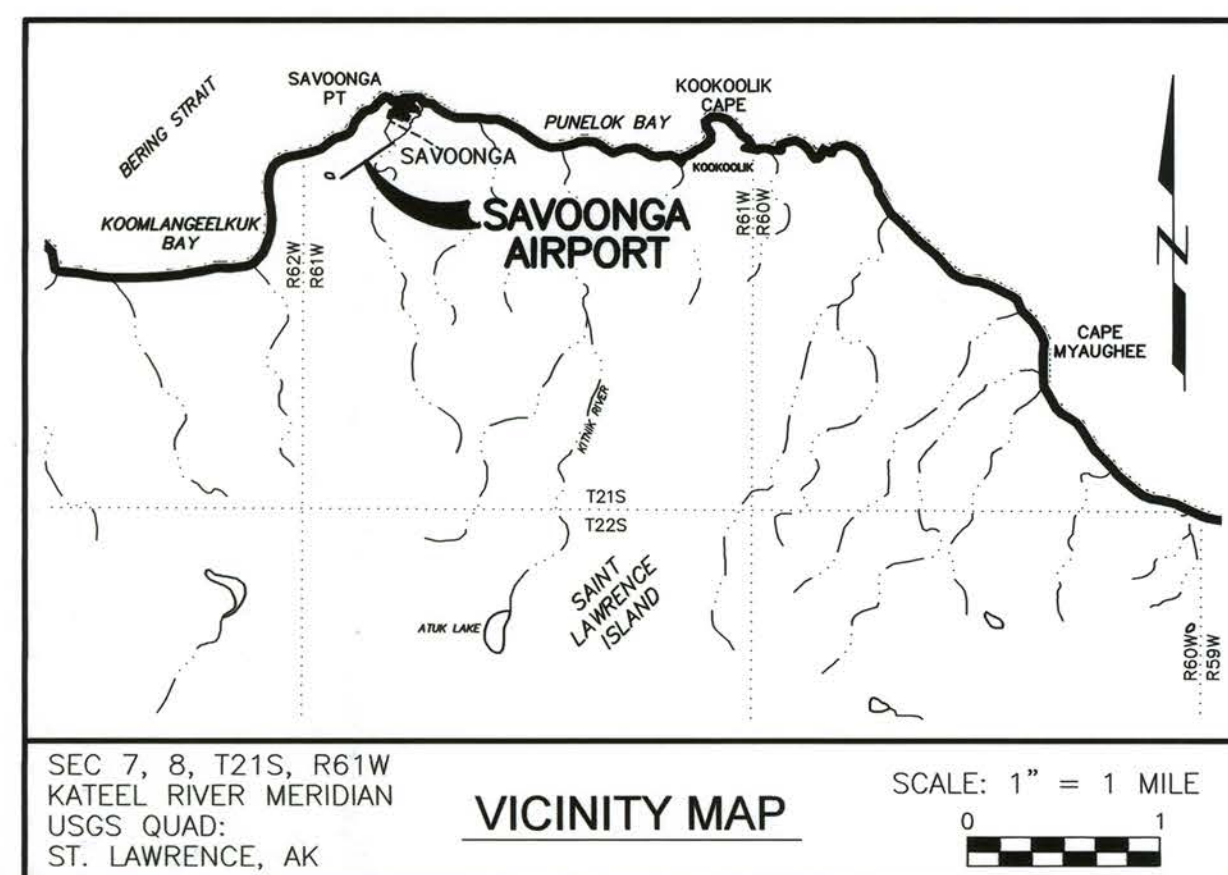 BERING STRAIT
SAVOONGA
PT
KOOKOOLIK
CAPE
PUNELOK BAY
SAVOONGA
KOOKOOLIK
SAVOONGA
AIRPORT
KOOMLANGEELKUK
BAY
R62W
R61W
R61W
R60W
N
CAPE
MYAUGHEE
KITNIK RIVER
T21S
T22S
SAINT
LAWRENCE
ISLAND
ATUK LAKE
R60W
R59W
SEC 7, 8, T21S, R61W
KATEEL RIVER MERIDIAN
USGS QUAD:
ST. LAWRENCE, AK
VICINITY MAP
SCALE: 1" = 1 MILE
0 1